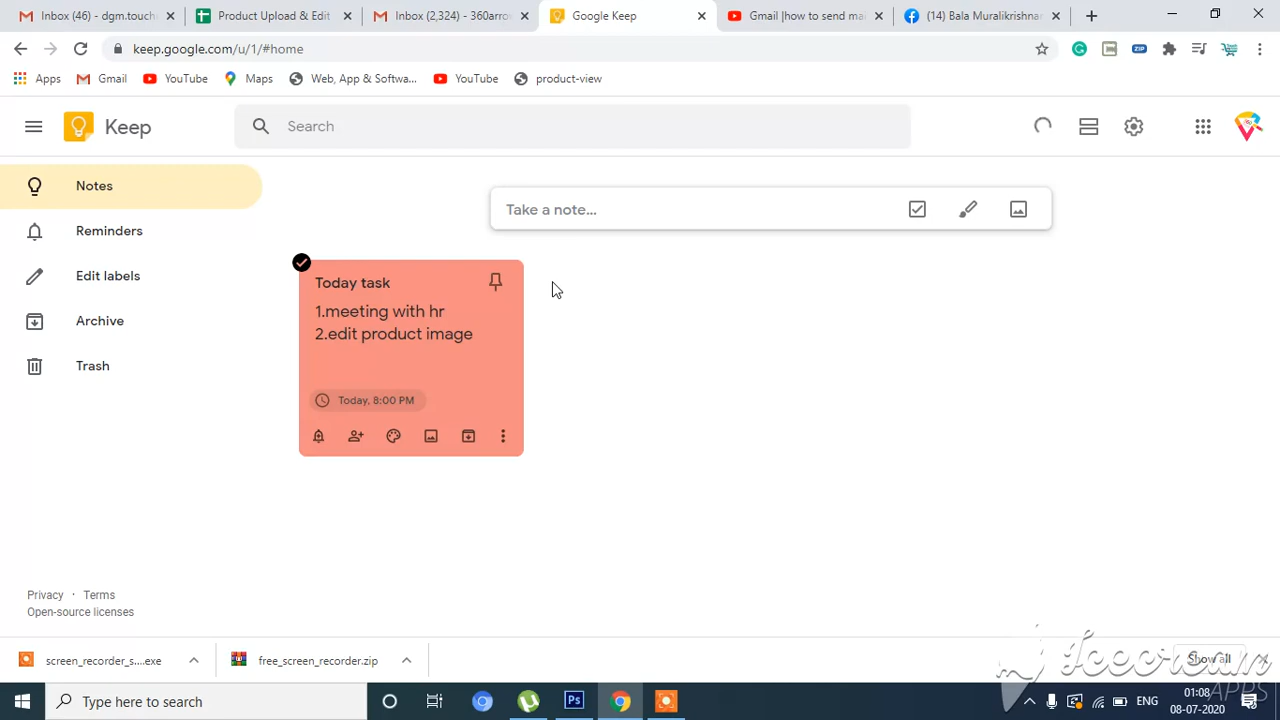 Inbox (46) - dgm.touch
Product Upload & Edit
Inbox (2,324) - 360arro
Google Keep
Gmail |how to send ma
(14) Bala Muralikrishnar
keep.google.com/u/1/#home
Apps
Gmail
YouTube
Maps
Web, App & Softwa...
YouTube
product-view
Keep
Search
Notes
Reminders
Edit labels
Archive
Trash
Take a note...
Today task
1.meeting with hr
2.edit product image
Today, 8:00 PM
Privacy · Terms
Open-source licenses
screen_recorder_s....exe
free_screen_recorder.zip
Show all
Icecream
APPS
Type here to search
Ps
ENG
01:08
08-07-2020